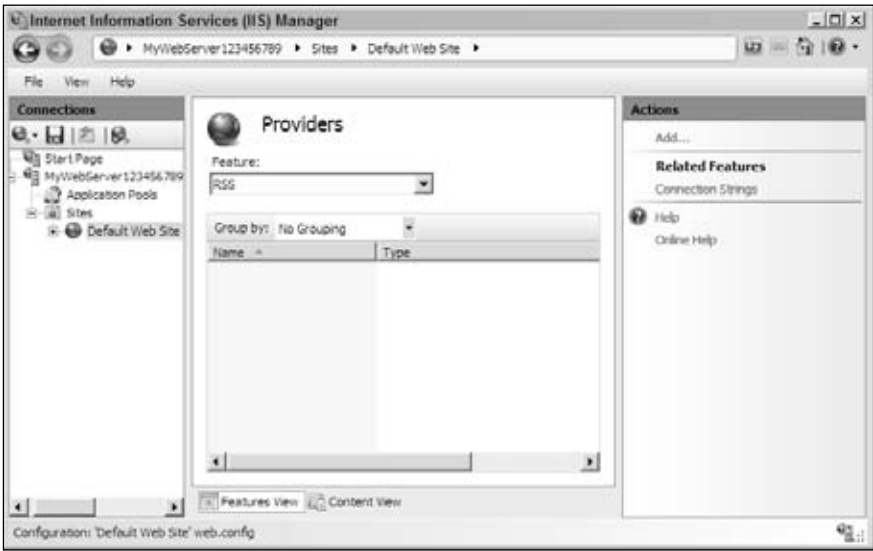 Internet Information Services (IIS) Manager
MyWebServer123456789 Sites Default Web Site
File View Help
Connections
Start Page
MyWebServer123456789
Application Pools
Sites
Default Web Site
Providers
Feature:
RSS
Group by: No Grouping
Name Type
Features View Content View
Actions
Add...
Related Features
Connection Strings
Help
Online Help
Configuration: 'Default Web Site' web.config